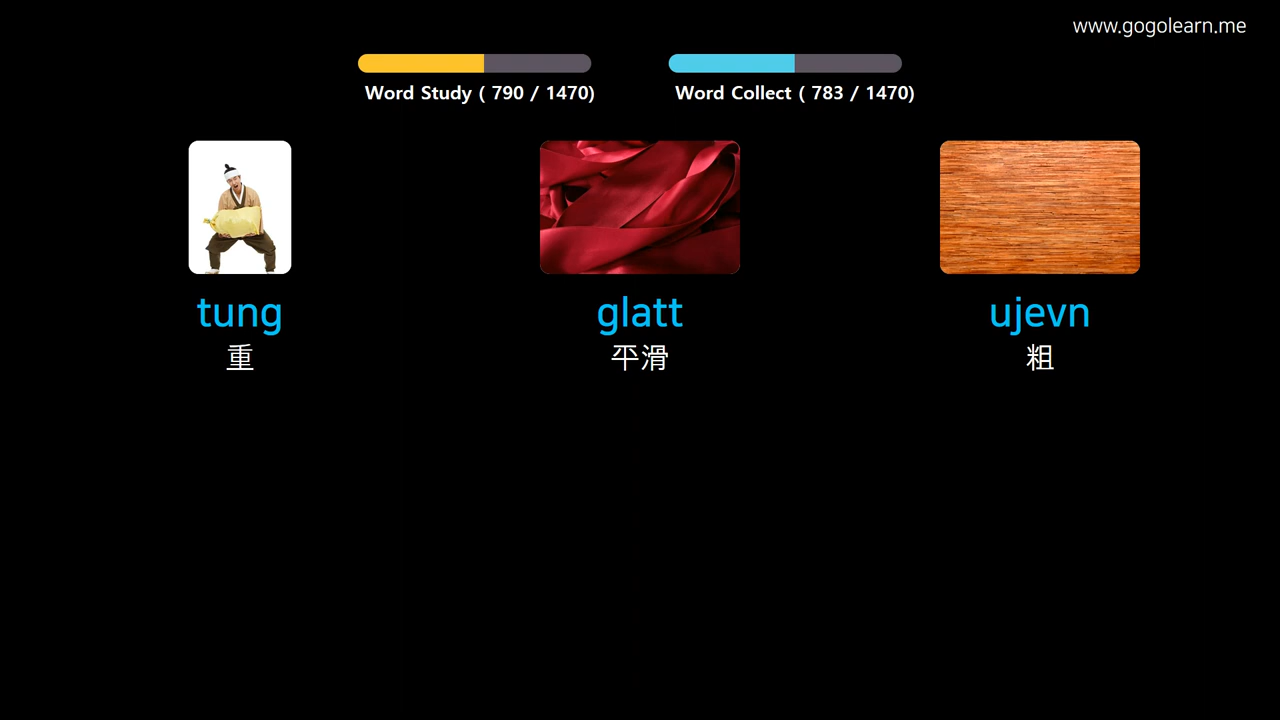 www.gogolearn.me
Word Study ( 790 / 1470)
Word Collect ( 783 / 1470)
tung
重
glatt
平滑
ujevn
粗